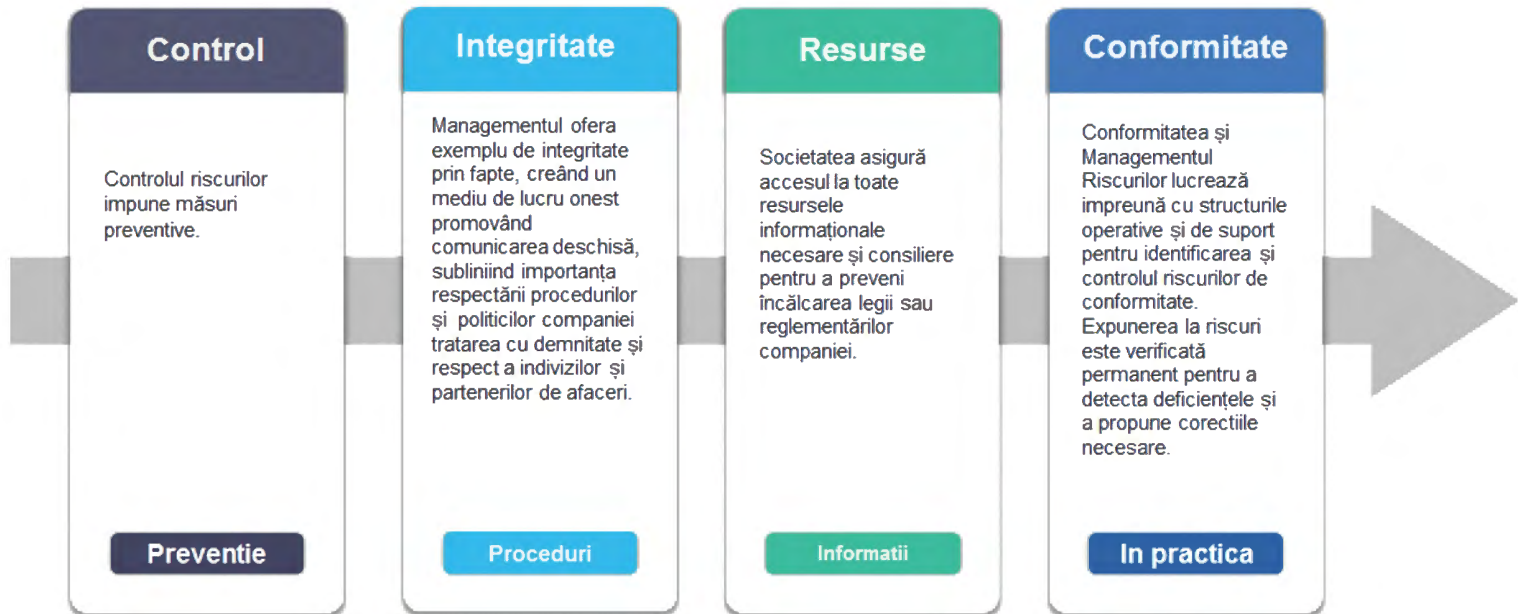 Control
Controlul riscurilor
impune măsuri
preventive.
Preventie
Integritate
Managementul ofera
exemplu de integritate
prin fapte, creând un
mediu de lucru onest
promovând
comunicarea deschisă,
subliniind importanța
respectării procedurilor
și politicilor companiei
tratarea cu demnitate și
respect a indivizilor și
partenerilor de afaceri.
Proceduri
Resurse
Societatea asigură
accesul la toate
resursele
informaționale
necesare și consiliere
pentru a preveni
încălcarea legii sau
reglementărilor
companiei.
Informatii
Conformitate
Conformitatea și
Managementul
Riscurilor lucrează
impreună cu structurile
operative și de suport
pentru identificarea și
controlul riscurilor de
conformitate.
Expunerea la riscuri
este verificată
permanent pentru a
detecta deficiențele și
a propune corectiile
necesare.
In practica